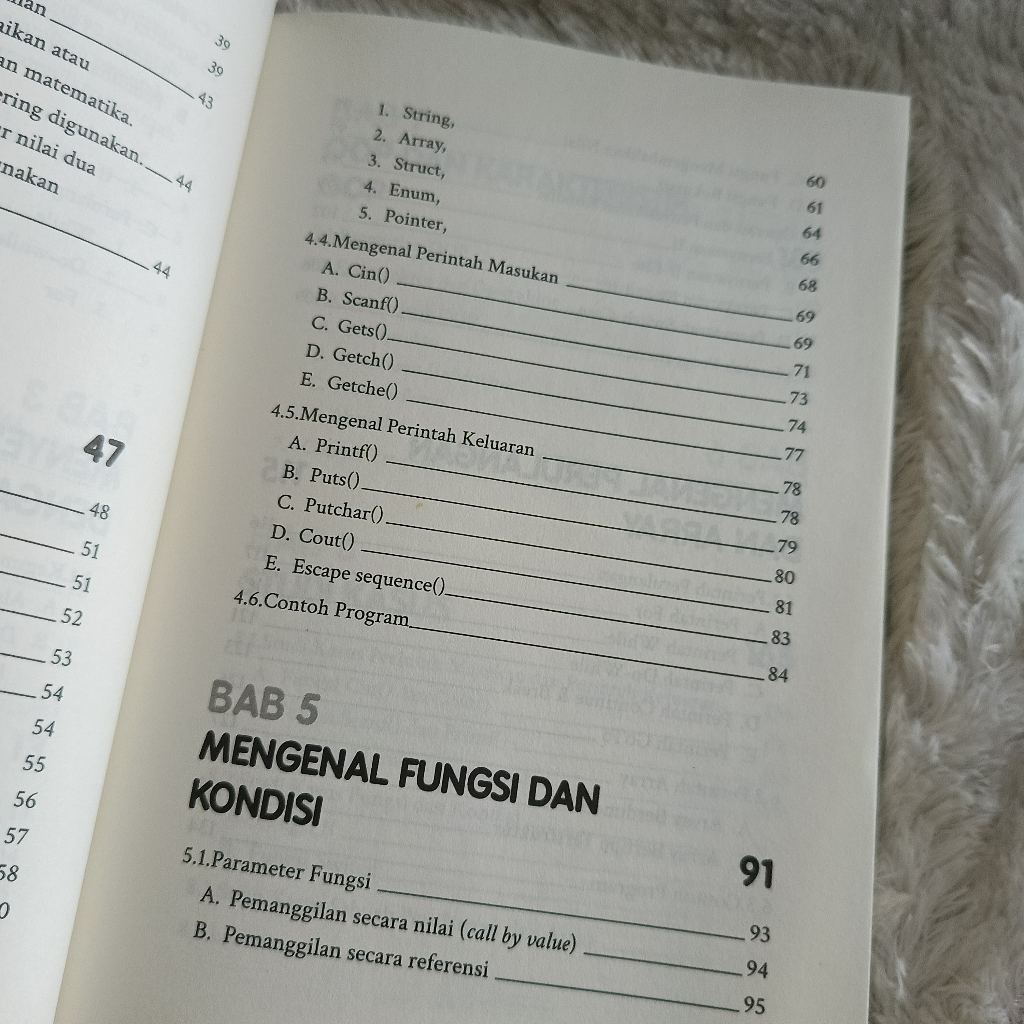 39
aikan atau
39
an matematika.
43
ering digunakan.
r nilai dua
44
nakan
44
47
48
51
51
52
53
54
54
55
56
57
58
1. String, 60
2. Array, 61
3. Struct, 64
4. Enum, 66
5. Pointer, 68
4.4.Mengenal Perintah Masukan 69
A. Cin() 69
B. Scanf() 71
C. Gets() 73
D. Getch() 74
E. Getche() 77
4.5.Mengenal Perintah Keluaran 78
A. Printf() 78
B. Puts() 79
C. Putchar() 80
D. Cout() 81
E. Escape sequence() 83
4.6.Contoh Program 84
BAB 5
MENGENAL FUNGSI DAN
KONDISI 91
5.1.Parameter Fungsi 93
A. Pemanggilan secara nilai (call by value) 94
B. Pemanggilan secara referensi 95